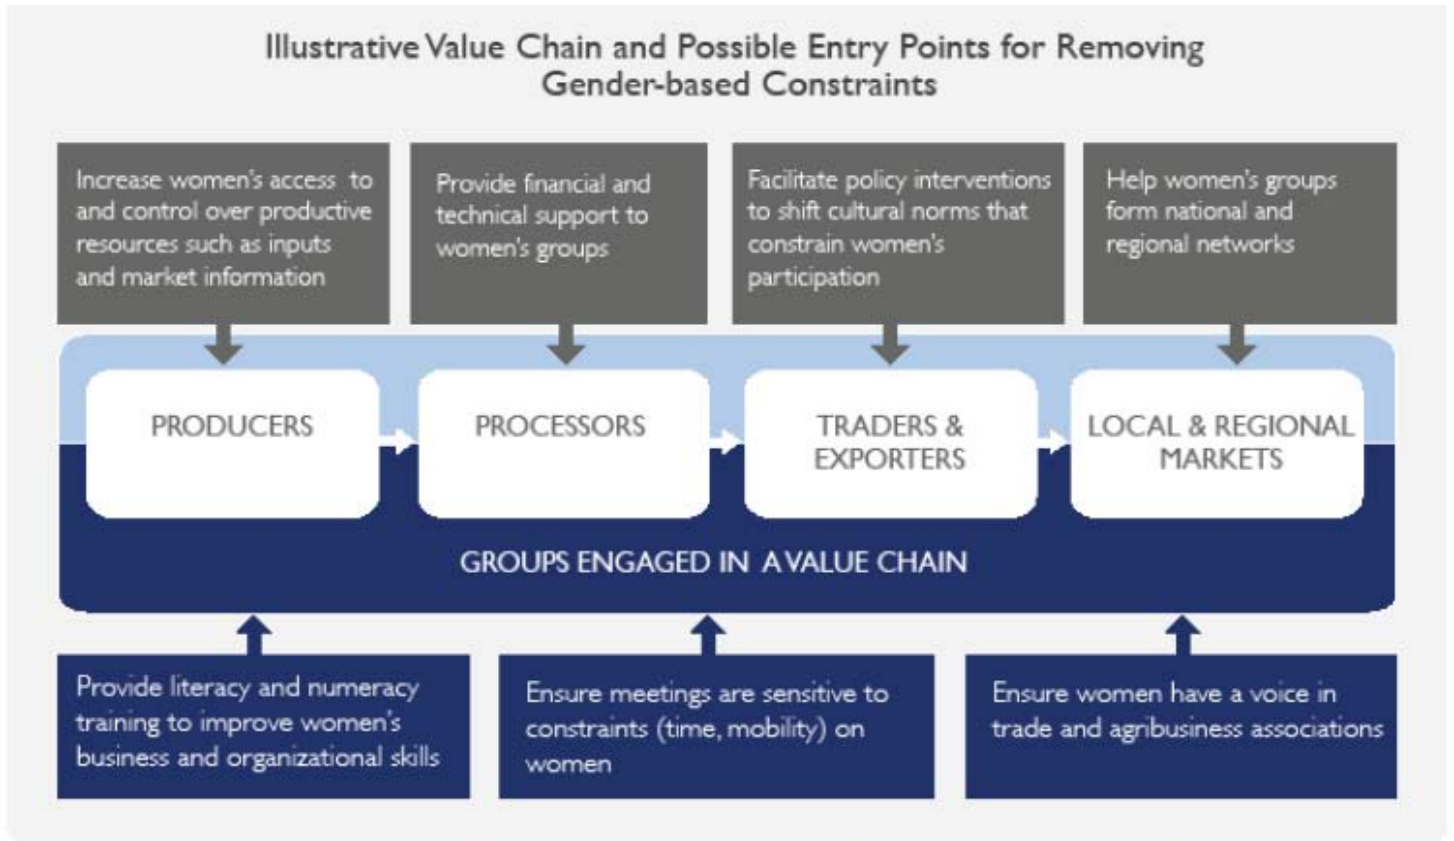 Illustrative Value Chain and Possible Entry Points for Removing
Gender-based Constraints
Increase women's access to
and control over productive
resources such as inputs
and market information
Provide financial and
technical support to
women's groups
Facilitate policy interventions
to shift cultural norms that
constrain women's
participation
Help women's groups
form national and
regional networks
PRODUCERS
PROCESSORS
TRADERS &
EXPORTERS
LOCAL & REGIONAL
MARKETS
GROUPS ENGAGED IN A VALUE CHAIN
Provide literacy and numeracy
training to improve women's
business and organizational skills
Ensure meetings are sensitive to
constraints (time, mobility) on
women
Ensure women have a voice in
trade and agribusiness associations